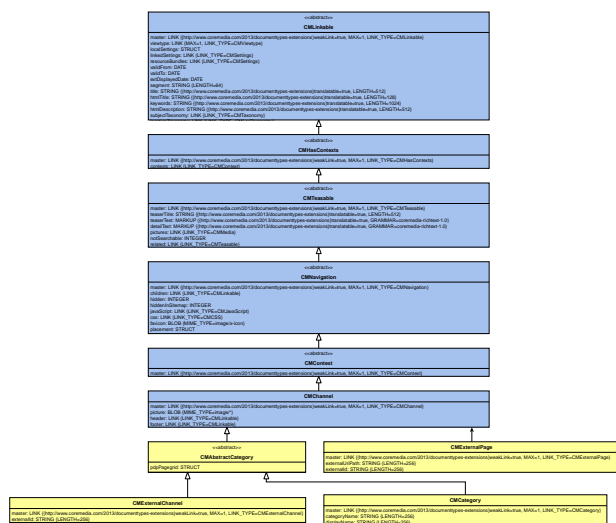 <<abstract>>
CMLinkable
master: LINK {{http://www.coremedia.com/2013/documenttypes-extensions}weakLink=true, MAX=1, LINK_TYPE=CMLinkable}
viewtype: LINK {MAX=1, LINK_TYPE=CMViewtype}
localSettings: STRUCT
linkedSettings: LINK {LINK_TYPE=CMSettings}
resourceBundles: LINK {LINK_TYPE=CMSettings}
validFrom: DATE
validTo: DATE
extDisplayedDate: DATE
segment: STRING {LENGTH=64}
title: STRING {{http://www.coremedia.com/2013/documenttypes-extensions}translatable=true, LENGTH=512}
htmlTitle: STRING {{http://www.coremedia.com/2013/documenttypes-extensions}translatable=true, LENGTH=128}
keywords: STRING {{http://www.coremedia.com/2013/documenttypes-extensions}translatable=true, LENGTH=1024}
htmlDescription: STRING {{http://www.coremedia.com/2013/documenttypes-extensions}translatable=true, LENGTH=512}
subjectTaxonomy: LINK {LINK_TYPE=CMTaxonomy}
<<abstract>>
CMHasContexts
master: LINK {{http://www.coremedia.com/2013/documenttypes-extensions}weakLink=true, MAX=1, LINK_TYPE=CMHasContexts}
contexts: LINK {LINK_TYPE=CMContext}
<<abstract>>
CMTeasable
master: LINK {{http://www.coremedia.com/2013/documenttypes-extensions}weakLink=true, MAX=1, LINK_TYPE=CMTeasable}
teaserTitle: STRING {{http://www.coremedia.com/2013/documenttypes-extensions}translatable=true, LENGTH=512}
teaserText: MARKUP {{http://www.coremedia.com/2013/documenttypes-extensions}translatable=true, GRAMMAR=coremedia-richtext-1.0}
detailText: MARKUP {{http://www.coremedia.com/2013/documenttypes-extensions}translatable=true, GRAMMAR=coremedia-richtext-1.0}
pictures: LINK {LINK_TYPE=CMMedia}
notSearchable: INTEGER
related: LINK {LINK_TYPE=CMTeasable}
<<abstract>>
CMNavigation
master: LINK {{http://www.coremedia.com/2013/documenttypes-extensions}weakLink=true, MAX=1, LINK_TYPE=CMNavigation}
children: LINK {LINK_TYPE=CMLinkable}
hidden: INTEGER
hiddenInSitemap: INTEGER
javaScript: LINK {LINK_TYPE=CMJavaScript}
css: LINK {LINK_TYPE=CMCSS}
favicon: BLOB {MIME_TYPE=image/x-icon}
placement: STRUCT
<<abstract>>
CMContext
master: LINK {{http://www.coremedia.com/2013/documenttypes-extensions}weakLink=true, MAX=1, LINK_TYPE=CMContext}
CMChannel
master: LINK {{http://www.coremedia.com/2013/documenttypes-extensions}weakLink=true, MAX=1, LINK_TYPE=CMChannel}
picture: BLOB {MIME_TYPE=image/*}
header: LINK {LINK_TYPE=CMLinkable}
footer: LINK {LINK_TYPE=CMLinkable}
<<abstract>>
CMAbstractCategory
pdpPagegrid: STRUCT
CMExternalPage
master: LINK {{http://www.coremedia.com/2013/documenttypes-extensions}weakLink=true, MAX=1, LINK_TYPE=CMExternalPage}
externalUriPath: STRING {LENGTH=256}
externalId: STRING {LENGTH=256}
CMExternalChannel
master: LINK {{http://www.coremedia.com/2013/documenttypes-extensions}weakLink=true, MAX=1, LINK_TYPE=CMExternalChannel}
externalId: STRING {LENGTH=256}
CMCategory
master: LINK {{http://www.coremedia.com/2013/documenttypes-extensions}weakLink=true, MAX=1, LINK_TYPE=CMCategory}
categoryName: STRING {LENGTH=256}
displayName: STRING {LENGTH=256}